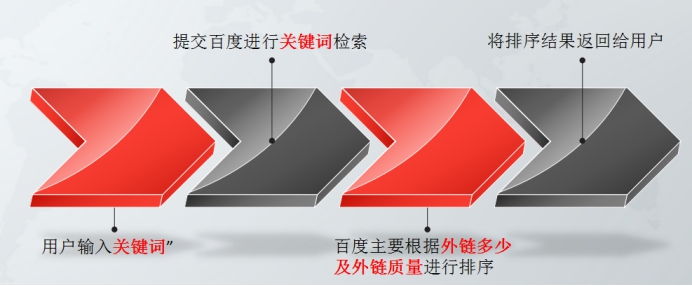 提交百度进行关键词检索
将排序结果返回给用户
用户输入关键词”
百度主要根据外链多少
及外链质量进行排序